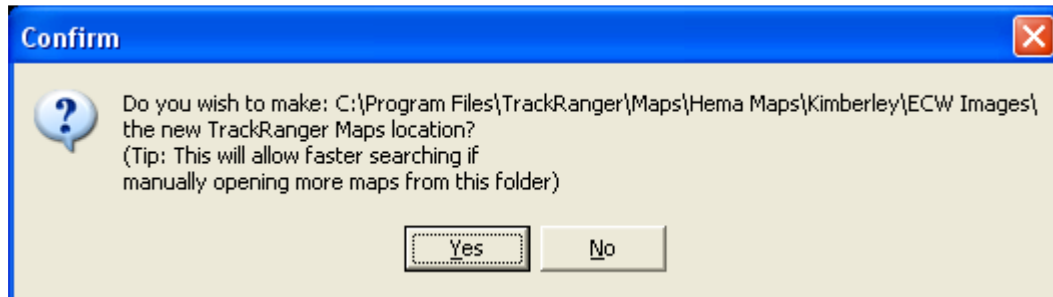 Confirm
Do you wish to make: C:\Program Files\TrackRanger\Maps\Hema Maps\Kimberley\ECW Images\
the new TrackRanger Maps location?
(Tip: This will allow faster searching if
manually opening more maps from this folder)
Yes No